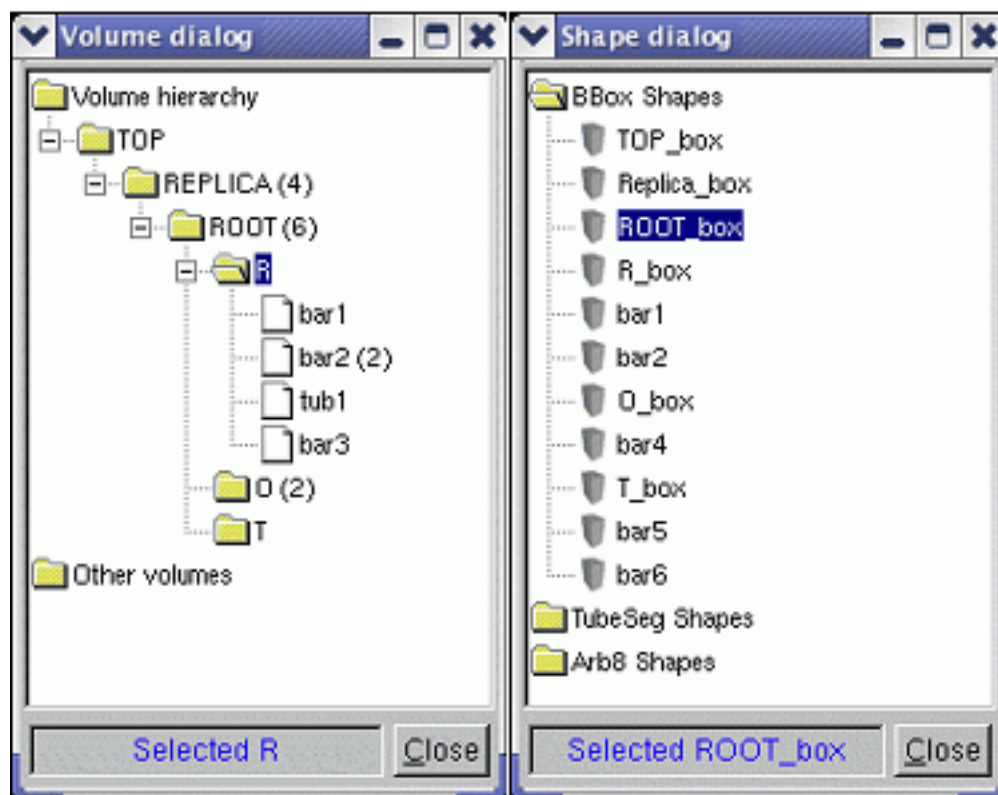 Volume dialog
Volume hierarchy
TOP
REPLICA (4)
ROOT (6)
R
bar1
bar2 (2)
tub1
bar3
O (2)
T
Other volumes
Selected R
Close
Shape dialog
BBox Shapes
TOP_box
Replica_box
ROOT_box
R_box
bar1
bar2
O_box
bar4
T_box
bar5
bar6
TubeSeg Shapes
Arb8 Shapes
Selected ROOT_box
Close